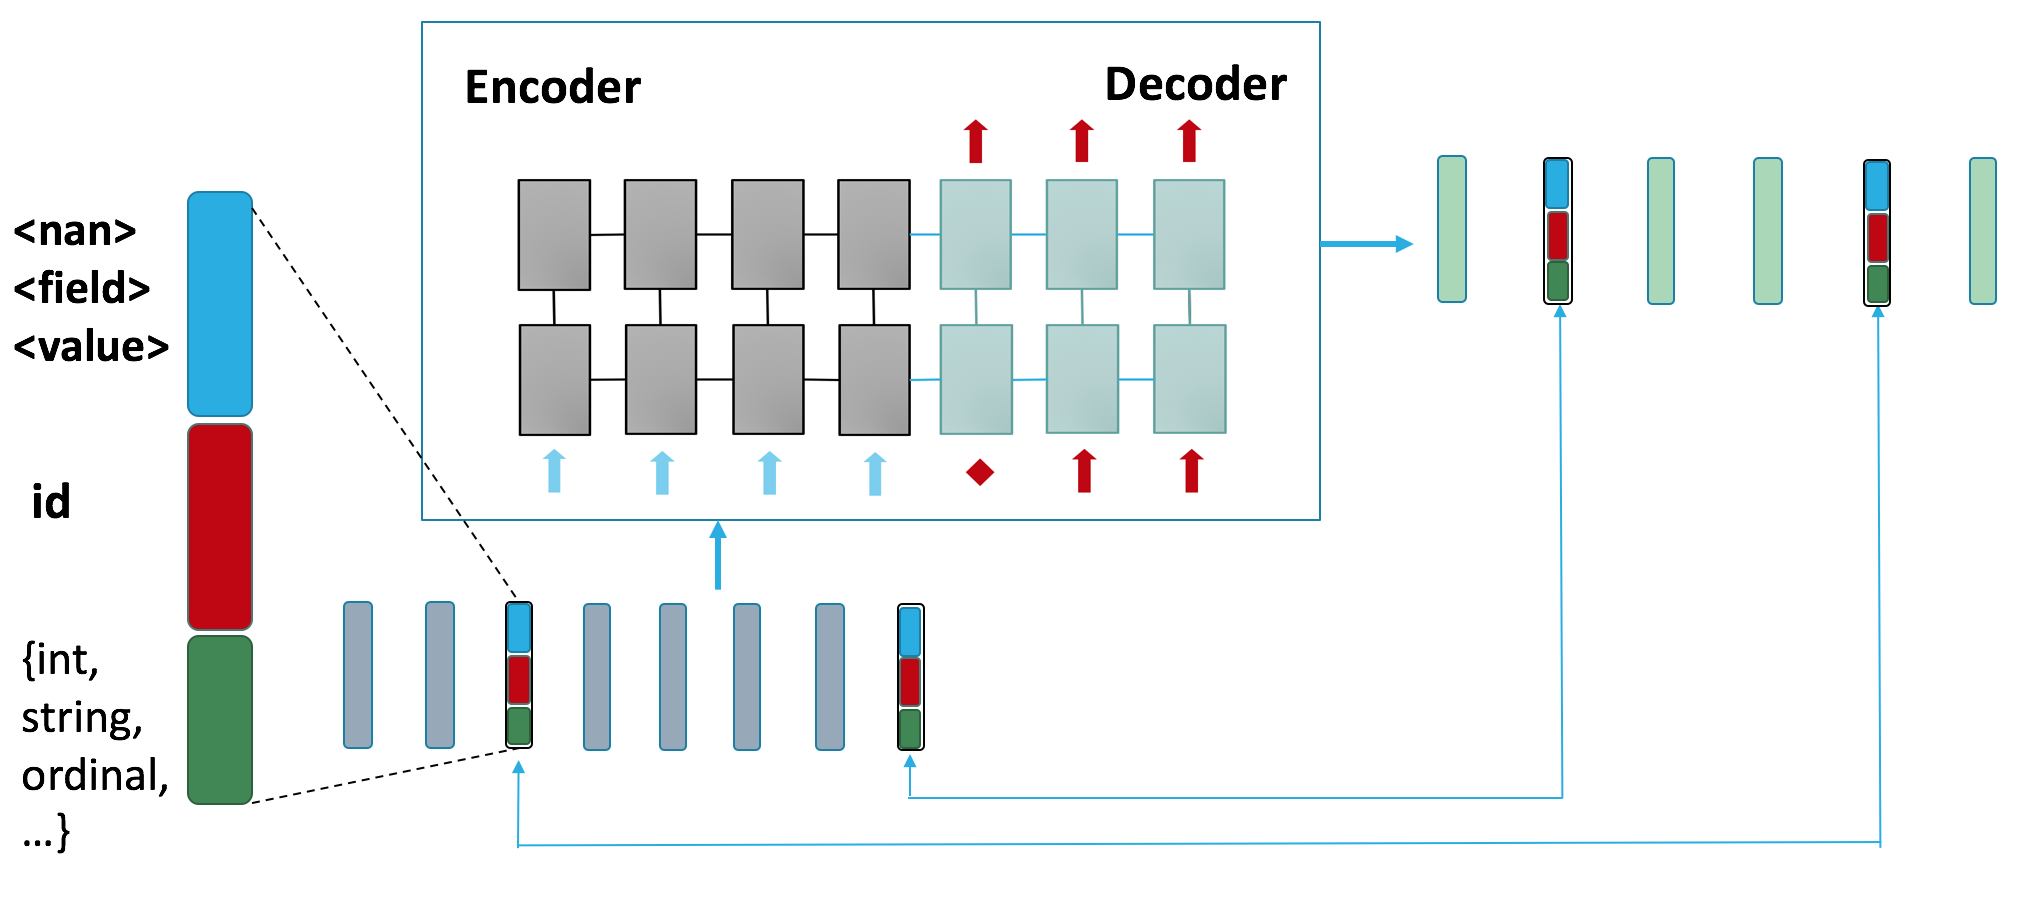 Encoder
Decoder
<nan>
<field>
<value>
id
{int,
string,
ordinal,
...}